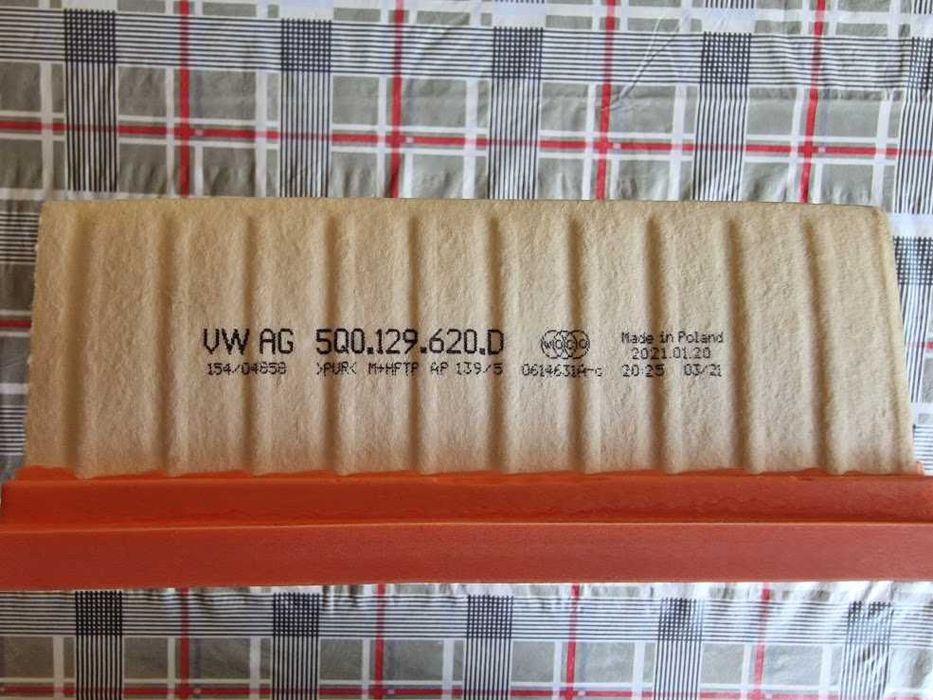 VW AG 5Q0.129.620.D WOCO Made in Poland
2021.01.20
154/04858 >PUR< M+HFTP AP 139/5 0614631A-c 20:25 03/21